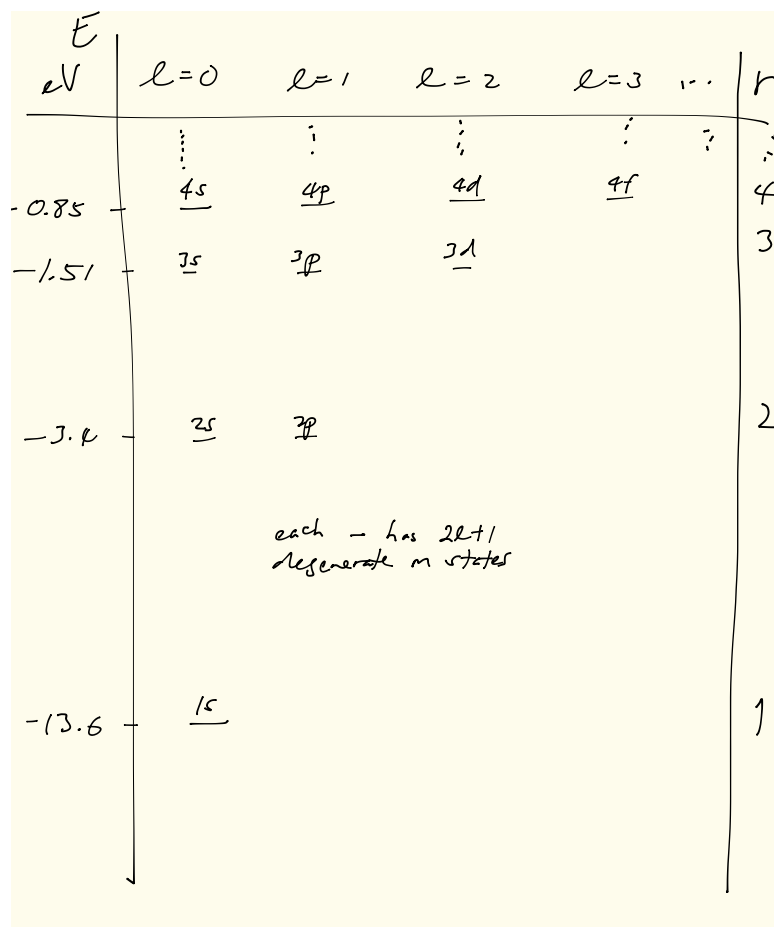 E
eV l=0 l=1 l=2 l=3 ... n
-0.85 4s 4p 4d 4f 4
3
-1.51 3s 3p 3d
-3.4 2s 2p 2
each – has 2l+1
degenerate m states
-13.6 1s 1